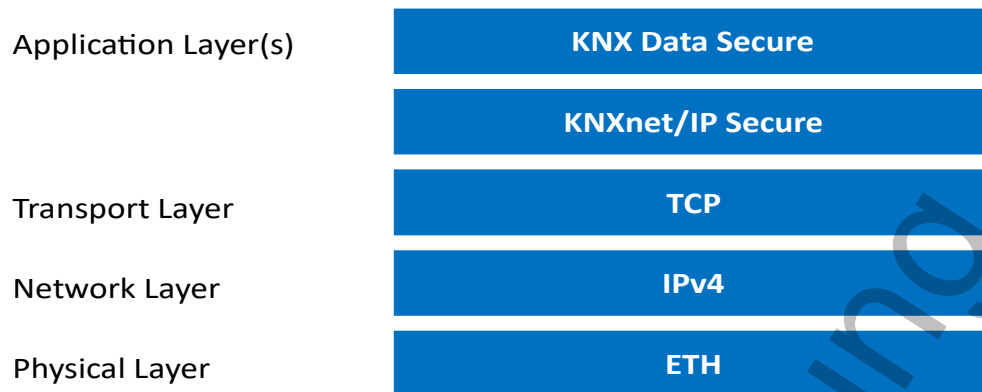 Application Layer(s) KNX Data Secure
KNXnet/IP Secure
Transport Layer TCP
Network Layer IPv4
Physical Layer ETH